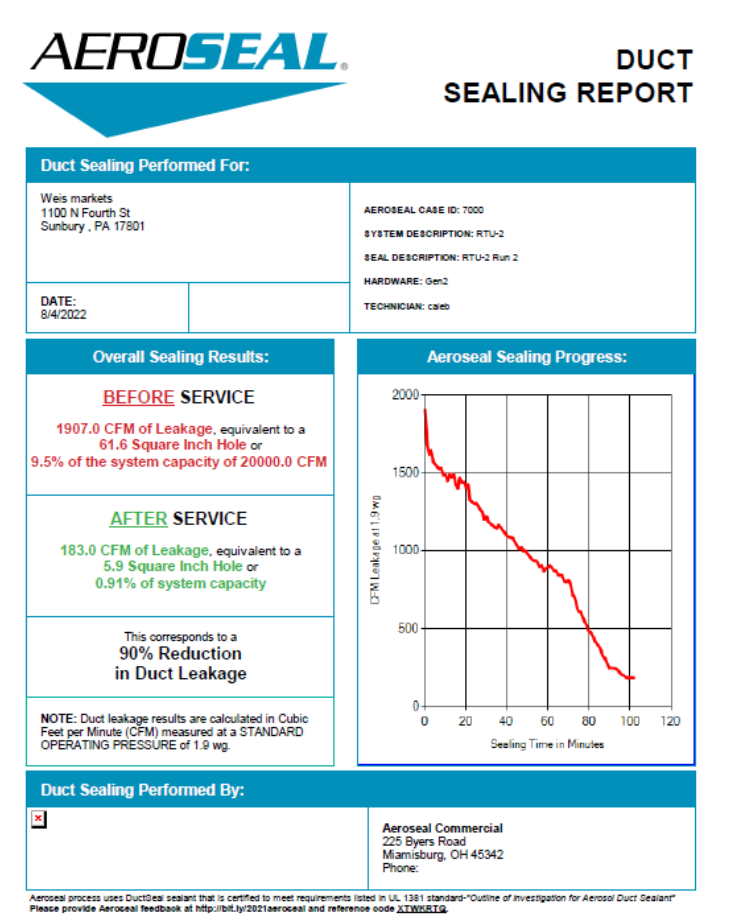 AEROSEAL®
DUCT
SEALING REPORT
Duct Sealing Performed For:
Weis markets
1100 N Fourth St
Sunbury , PA 17801
DATE:
8/4/2022
AEROSEAL CASE ID: 7000
SYSTEM DESCRIPTION: RTU-2
SEAL DESCRIPTION: RTU-2 Run 2
HARDWARE: Gen2
TECHNICIAN: caleb
Overall Sealing Results:
BEFORE SERVICE
1907.0 CFM of Leakage, equivalent to a
61.6 Square Inch Hole or
9.5% of the system capacity of 20000.0 CFM
AFTER SERVICE
183.0 CFM of Leakage, equivalent to a
5.9 Square Inch Hole or
0.91% of system capacity
This corresponds to a
90% Reduction
in Duct Leakage
NOTE: Duct leakage results are calculated in Cubic
Feet per Minute (CFM) measured at a STANDARD
OPERATING PRESSURE of 1.9 wg.
Aeroseal Sealing Progress:
CFM Leakage at 1.9 wg
2000
1500
1000
500
0
0 20 40 60 80 100 120
Sealing Time in Minutes
Duct Sealing Performed By:
Aeroseal Commercial
225 Byers Road
Miamisburg, OH 45342
Phone:
Aeroseal process uses DuctSeal sealant that is certified to meet requirements listed in UL 1381 standard-"Outline of Investigation for Aerosol Duct Sealant"
Please provide Aeroseal feedback at http://bit.ly/2021aeroseal and reference code XTWKRTQ.